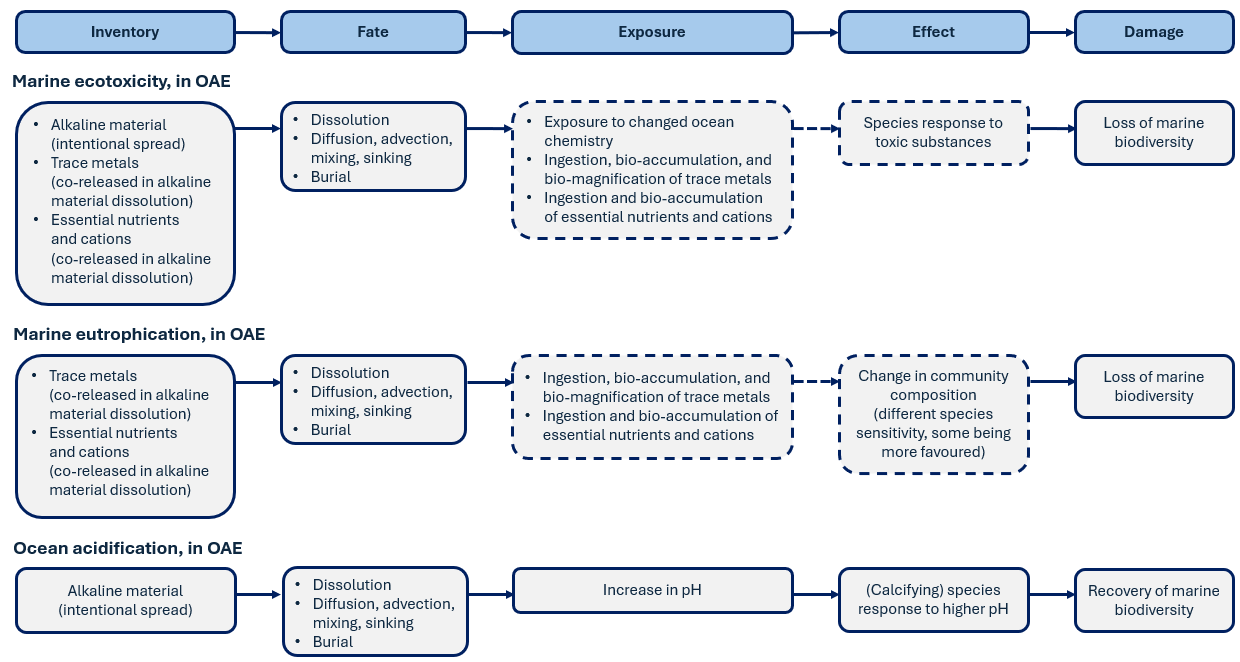 Inventory
Fate
Exposure
Effect
Damage
Marine ecotoxicity, in OAE
• Alkaline material
(intentional spread)
• Trace metals
(co-released in alkaline
material dissolution)
• Essential nutrients
and cations
(co-released in alkaline
material dissolution)
• Dissolution
• Diffusion, advection,
mixing, sinking
• Burial
• Exposure to changed ocean
chemistry
• Ingestion, bio-accumulation, and
bio-magnification of trace metals
• Ingestion and bio-accumulation
of essential nutrients and cations
Species response to
toxic substances
Loss of marine
biodiversity
Marine eutrophication, in OAE
• Trace metals
(co-released in alkaline
material dissolution)
• Essential nutrients
and cations
(co-released in alkaline
material dissolution)
• Dissolution
• Diffusion, advection,
mixing, sinking
• Burial
• Ingestion, bio-accumulation, and
bio-magnification of trace metals
• Ingestion and bio-accumulation of
essential nutrients and cations
Change in community
composition
(different species
sensitivity, some being
more favoured)
Loss of marine
biodiversity
Ocean acidification, in OAE
Alkaline material
(intentional spread)
• Dissolution
• Diffusion, advection,
mixing, sinking
• Burial
Increase in pH
(Calcifying) species
response to higher pH
Recovery of marine
biodiversity